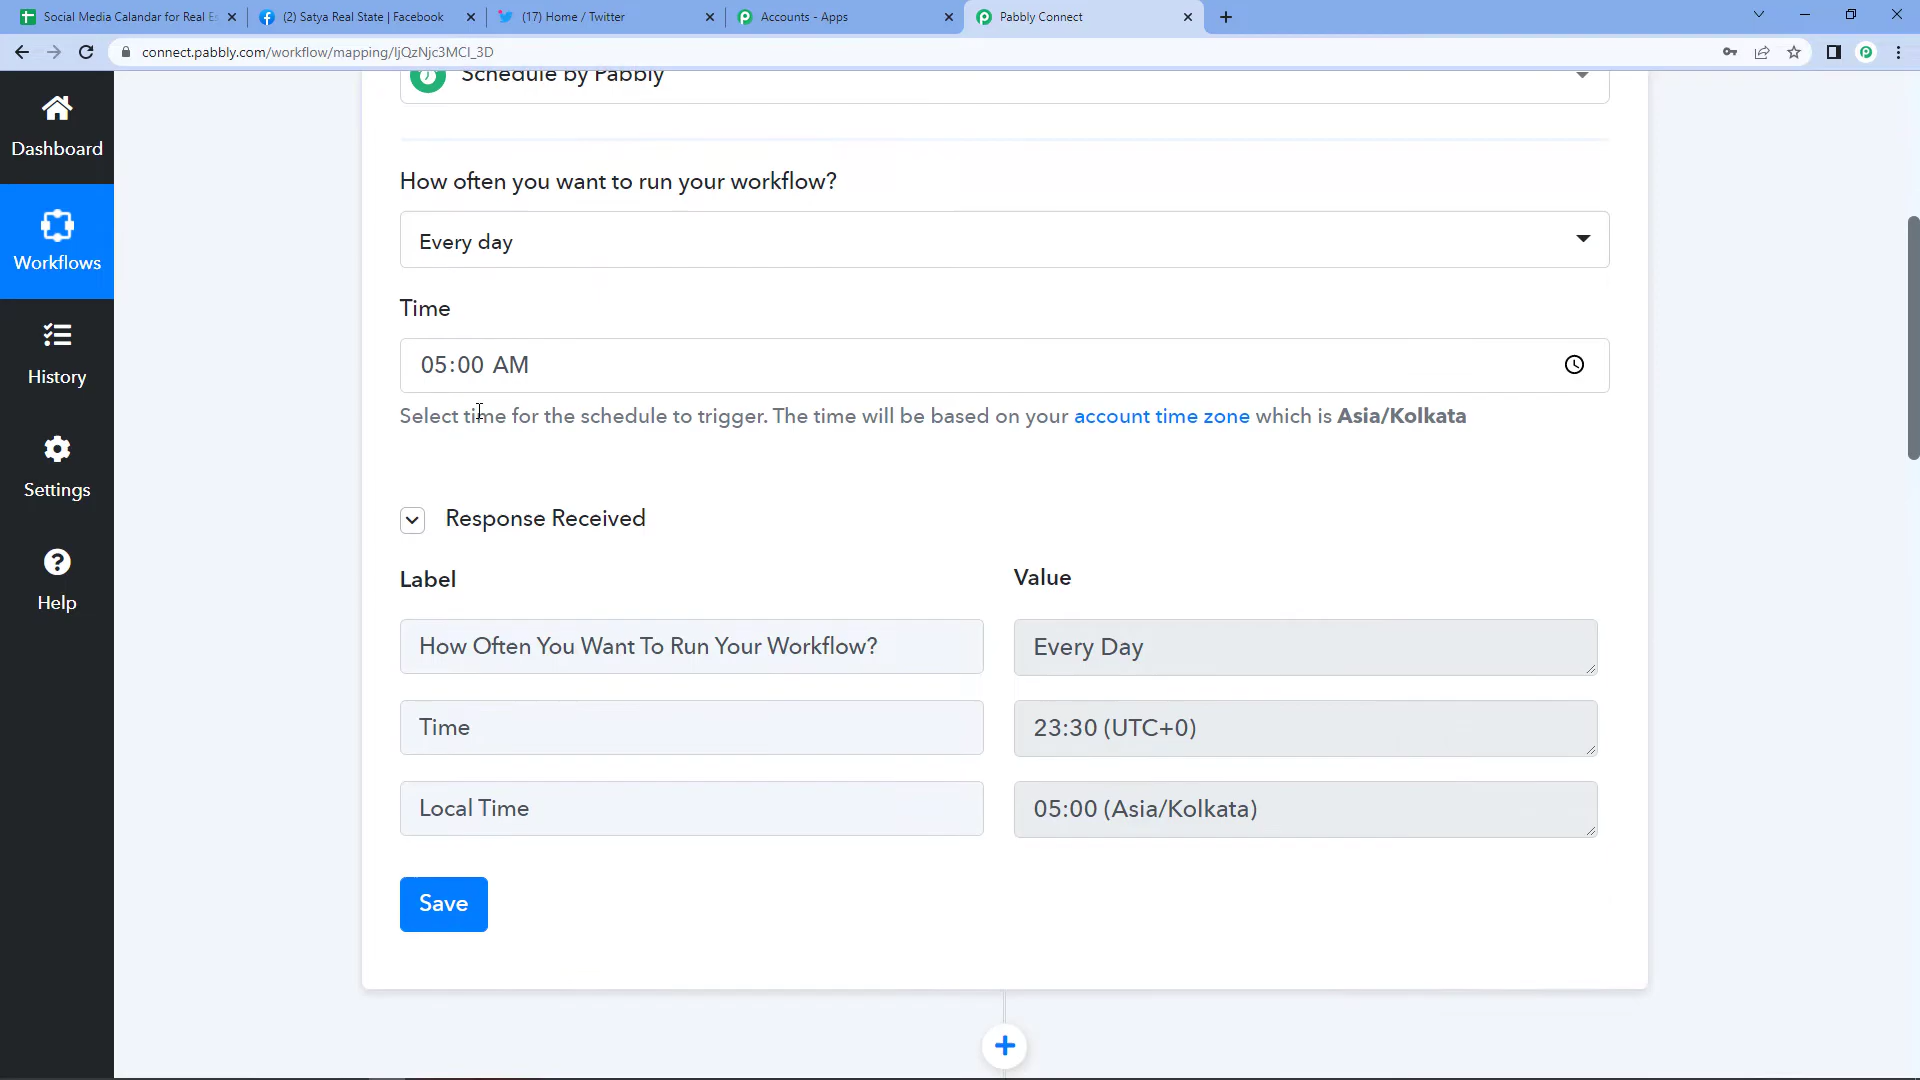 Social Media Calandar for Real Es
(2) Satya Real State | Facebook
(17) Home / Twitter
Accounts - Apps
Pabbly Connect
connect.pabbly.com/workflow/mapping/IjQzNjc3MCI_3D
Schedule by Pabbly
Dashboard
Workflows
History
Settings
Help
How often you want to run your workflow?
Every day
Time
05:00 AM
Select time for the schedule to trigger. The time will be based on your account time zone which is Asia/Kolkata
Response Received
Label
Value
How Often You Want To Run Your Workflow?
Every Day
Time
23:30 (UTC+0)
Local Time
05:00 (Asia/Kolkata)
Save